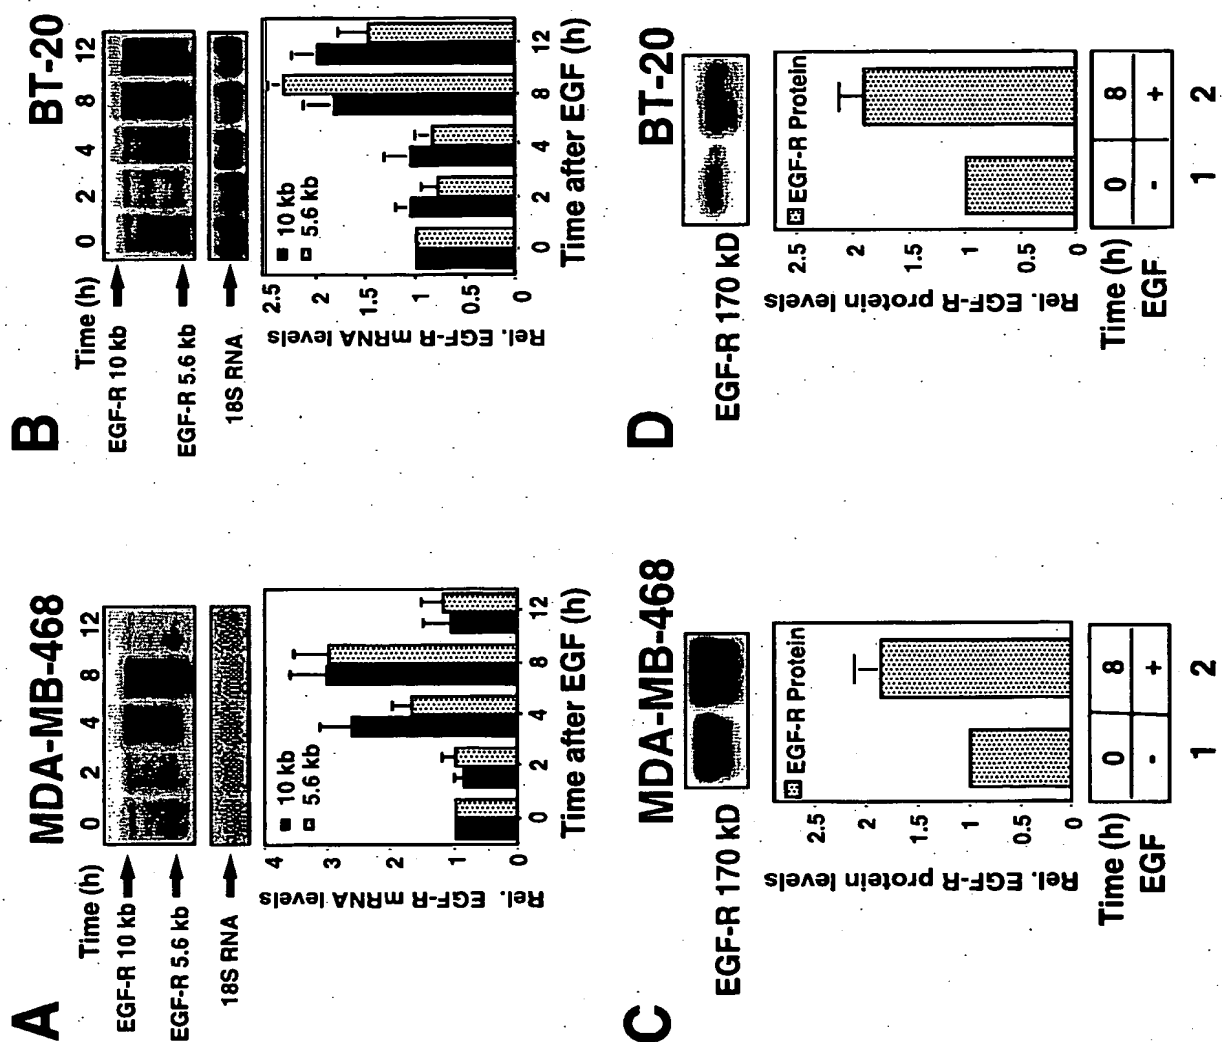 A
MDA-MB-468
Time (h) 0 2 4 8 12
EGF-R 10 kb
EGF-R 5.6 kb
18S RNA
Rel. EGF-R mRNA levels
4
3
2
1
0
10 kb
5.6 kb
0 2 4 8 12
Time after EGF (h)
B
BT-20
Time (h) 0 2 4 8 12
EGF-R 10 kb
EGF-R 5.6 kb
18S RNA
Rel. EGF-R mRNA levels
2.5
2
1.5
1
0.5
0
10 kb
5.6 kb
0 2 4 8 12
Time after EGF (h)
C
MDA-MB-468
EGF-R 170 kD
Rel. EGF-R protein levels
2.5
2
1.5
1
0.5
0
EGF-R Protein
Time (h) 0 8
EGF - +
1 2
D
BT-20
EGF-R 170 kD
Rel. EGF-R protein levels
2.5
2
1.5
1
0.5
0
EGF-R Protein
Time (h) 0 8
EGF - +
1 2